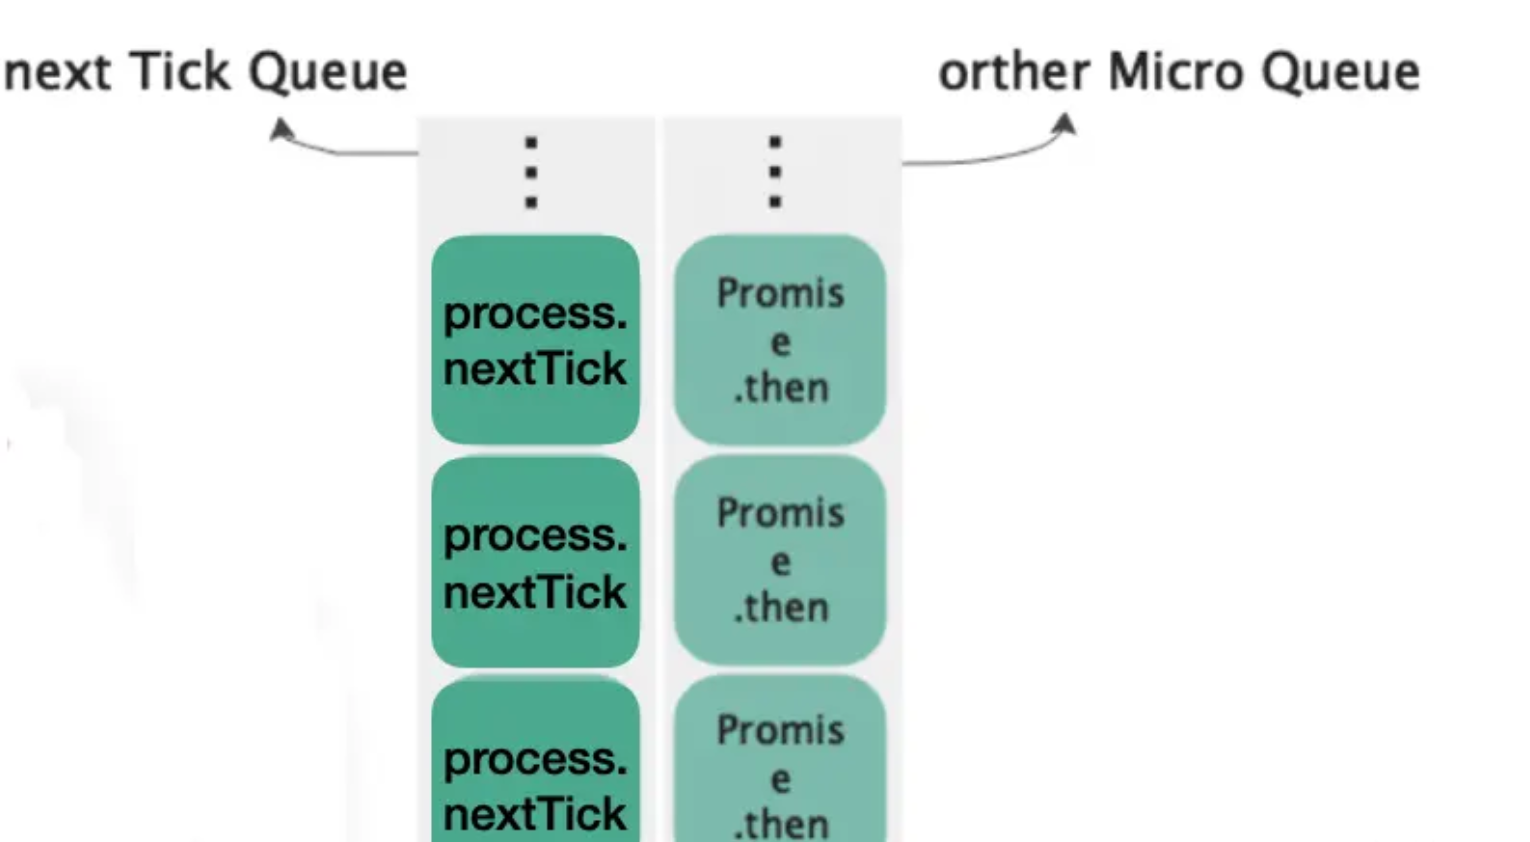 next Tick Queue
orther Micro Queue
process.
nextTick
Promis
e
.then
process.
nextTick
Promis
e
.then
process.
nextTick
Promis
e
.then